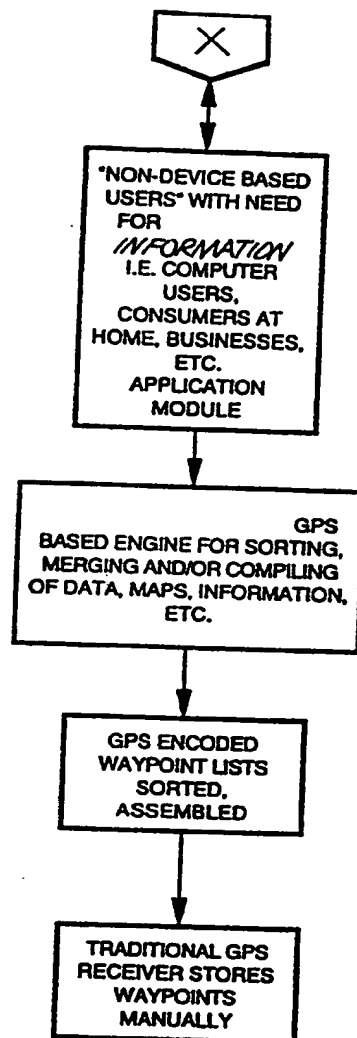 X
"NON-DEVICE BASED
USERS" WITH NEED
FOR
INFORMATION
I.E. COMPUTER
USERS,
CONSUMERS AT
HOME, BUSINESSES,
ETC.
APPLICATION
MODULE
GPS
BASED ENGINE FOR SORTING,
MERGING AND/OR COMPILING
OF DATA, MAPS, INFORMATION,
ETC.
GPS ENCODED
WAYPOINT LISTS
SORTED,
ASSEMBLED
TRADITIONAL GPS
RECEIVER STORES
WAYPOINTS
MANUALLY